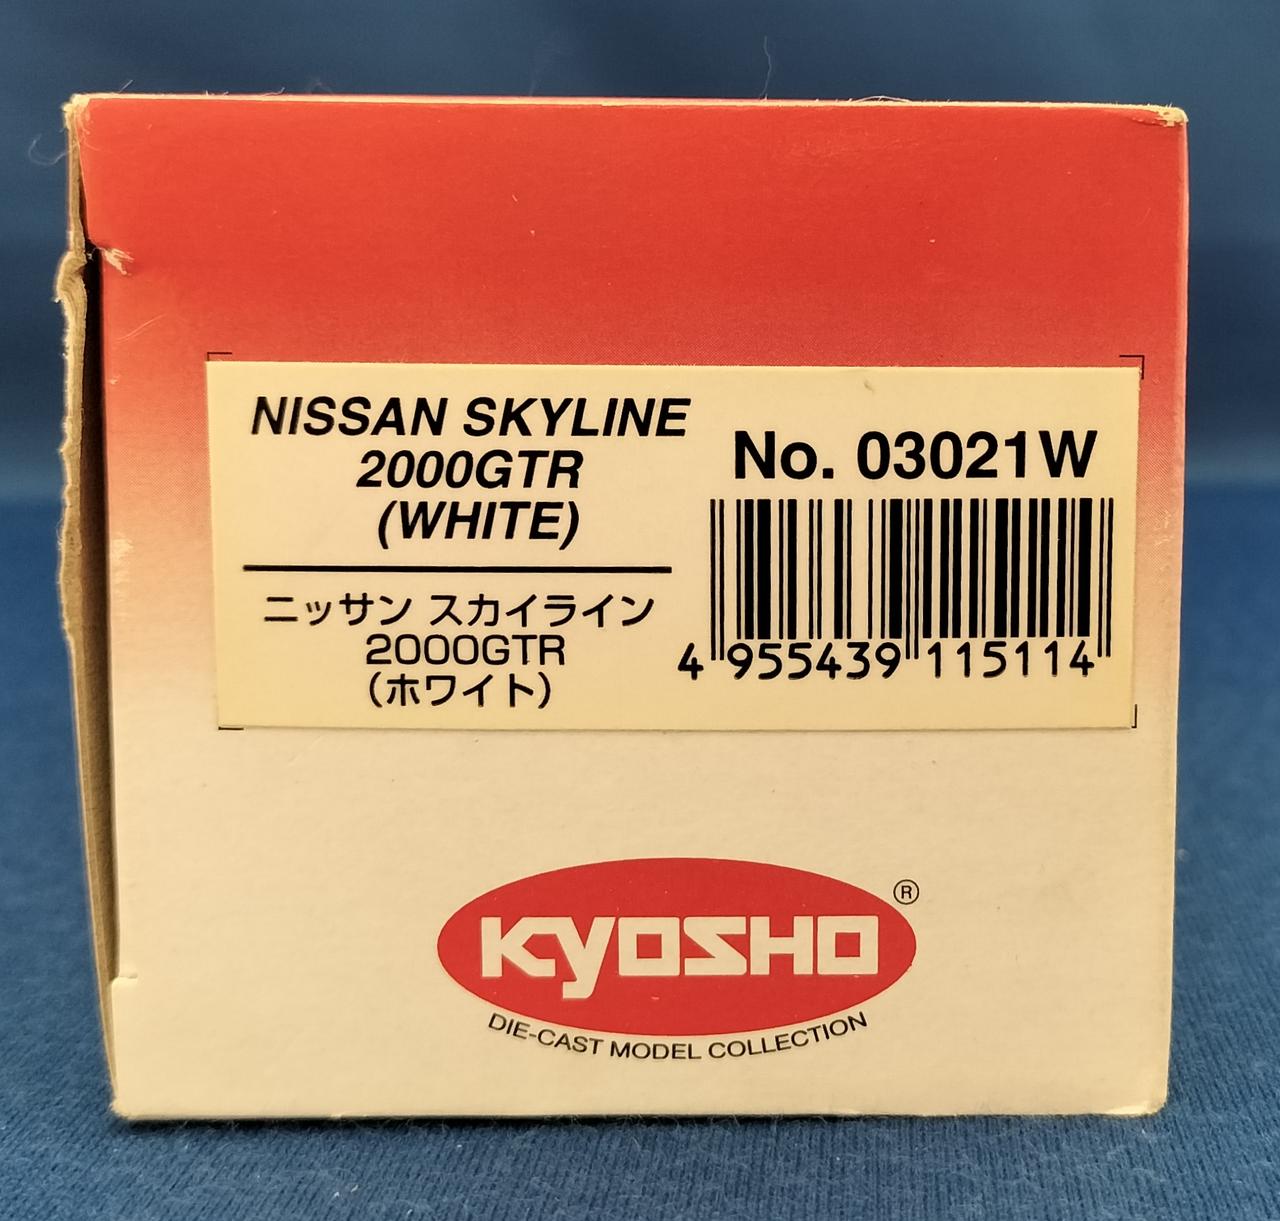 NISSAN SKYLINE
2000GTR
(WHITE)
ニッサン スカイライン
2000GTR
(ホワイト)
No. 03021W
4 955439 115114
KYOSHO ®
DIE-CAST MODEL COLLECTION